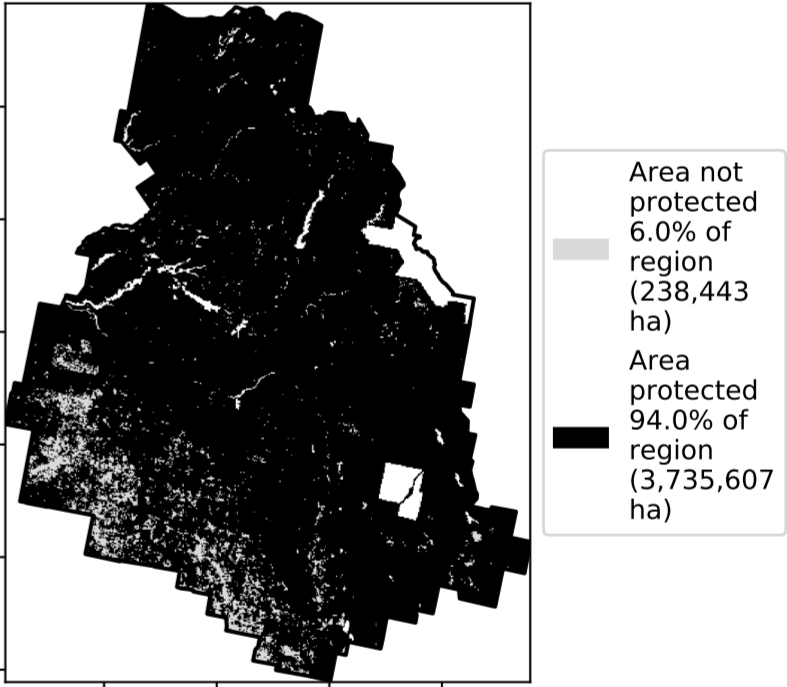 Area not
protected
6.0% of
region
(238,443
ha)
Area
protected
94.0% of
region
(3,735,607
ha)